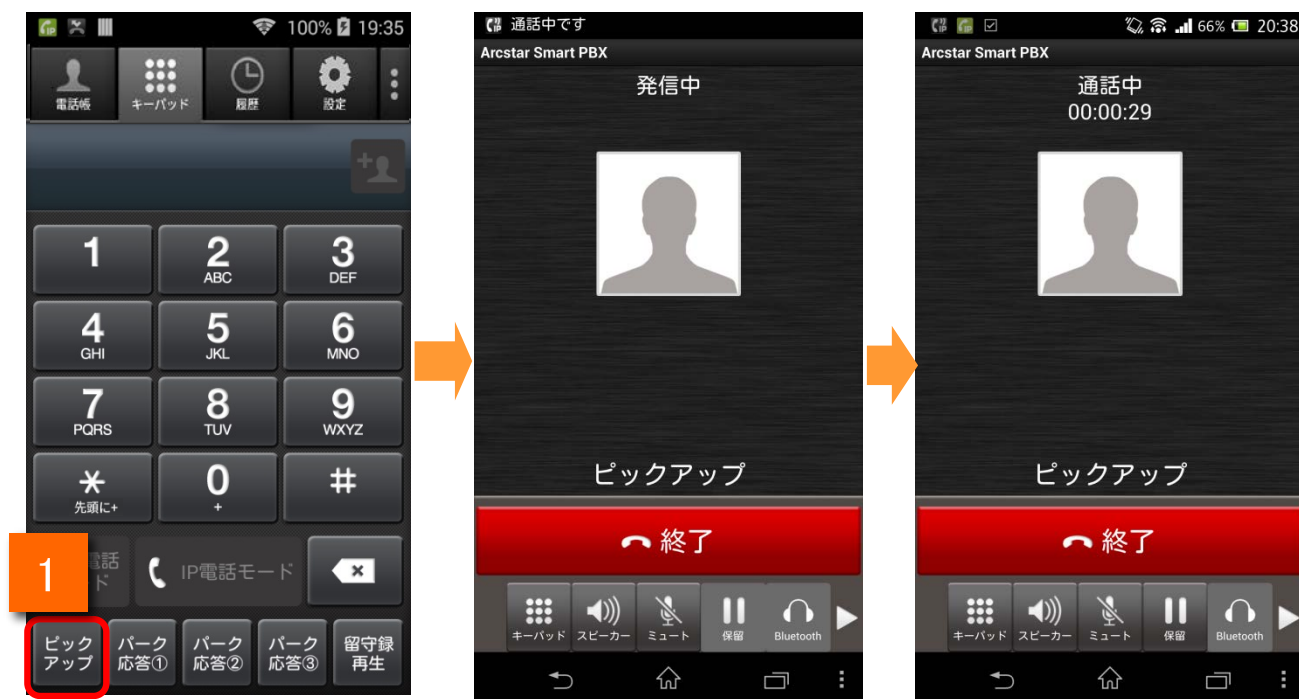 100% 19:35
電話帳 キーパッド 履歴 設定
1 2 3
ABC DEF
4 5 6
GHI JKL MNO
7 8 9
PQRS TUV WXYZ
* 0 #
先頭に+ +
1 電話 IP電話モード
ド
ピックアップ
パーク応答①
パーク応答②
パーク応答③
留守録再生
通話中です
Arcstar Smart PBX
発信中
ピックアップ
終了
キーパッド スピーカー ミュート 保留 Bluetooth
66% 20:38
Arcstar Smart PBX
通話中
00:00:29
ピックアップ
終了
キーパッド スピーカー ミュート 保留 Bluetooth